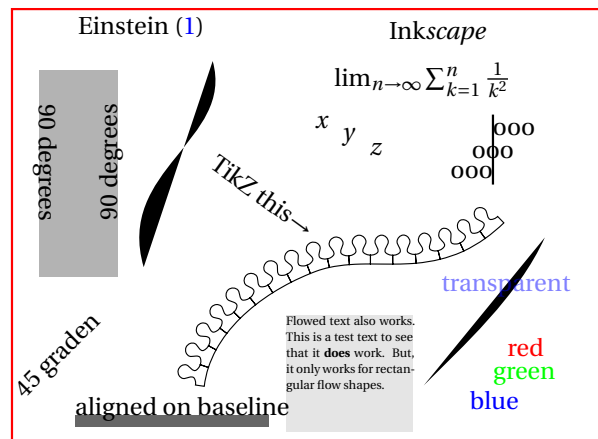 Einstein (1)
Inkscape
lim_{n→∞} ∑_{k=1}^{n} 1/k²
90 degrees
90 degrees
x
y
z
ooo
ooo
ooo
TikZ this→
transparent
Flowed text also works.
This is a test text to see
that it does work. But,
it only works for rectan-
gular flow shapes.
45 graden
red
green
blue
aligned on baseline